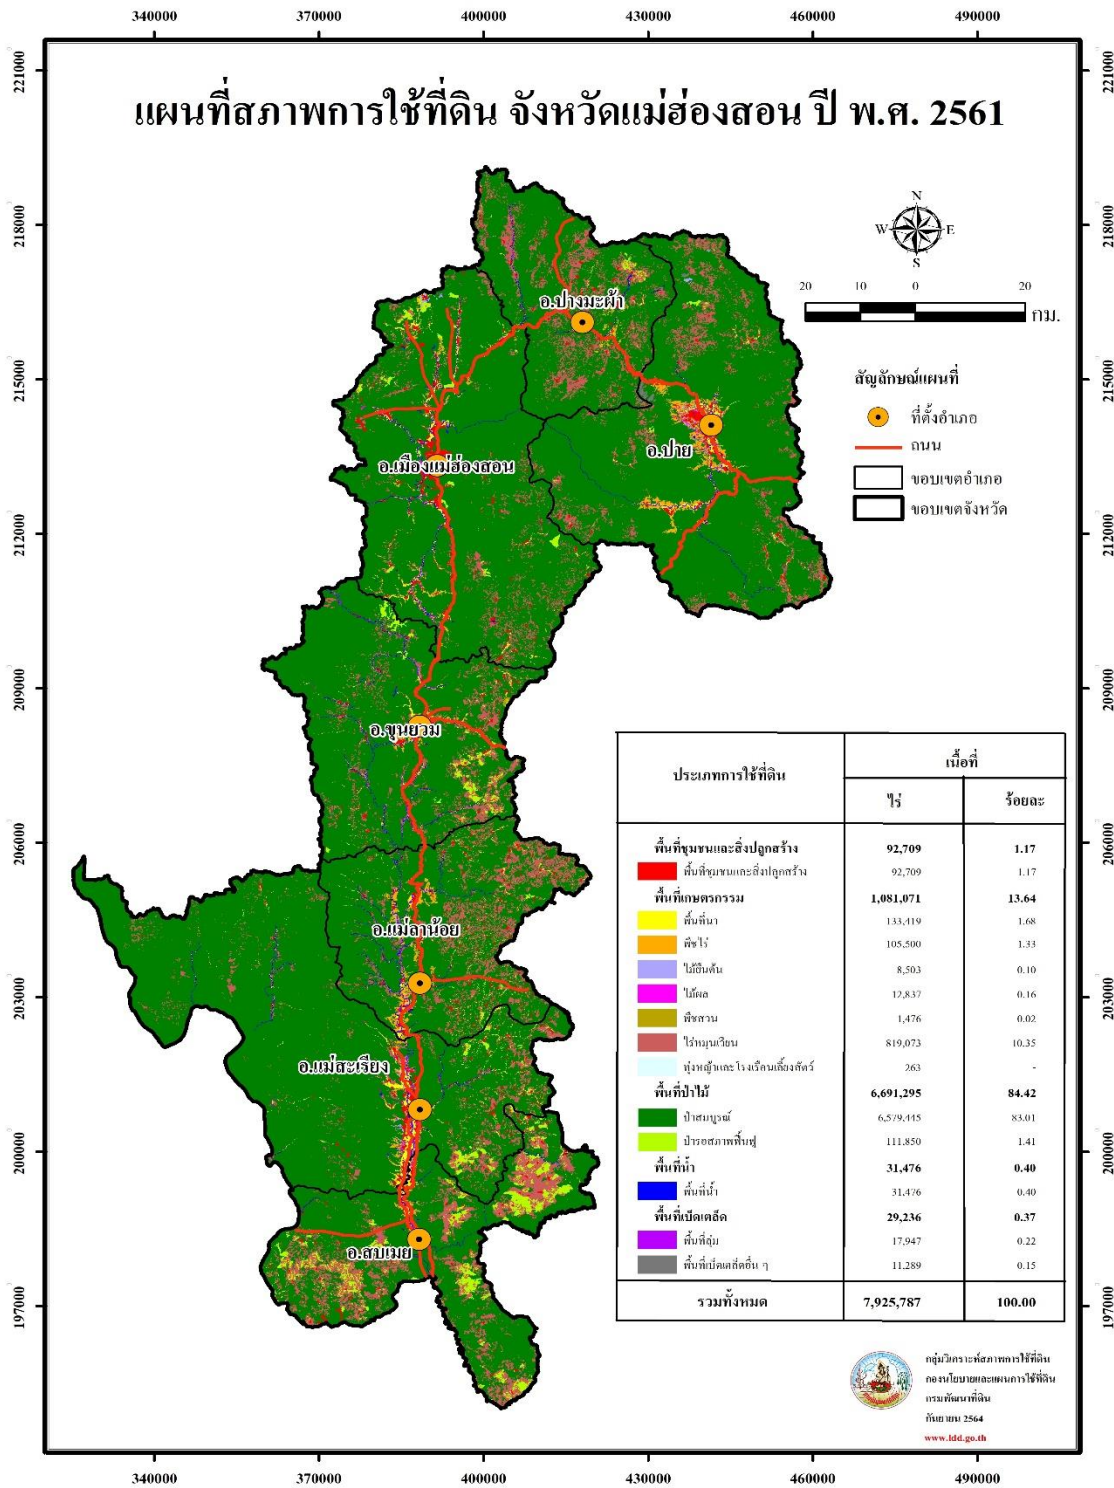 340000 370000 400000 430000 460000 490000
แผนที่สภาพการใช้ที่ดิน จังหวัดแม่ฮ่องสอน ปี พ.ศ. 2561
N
W E
S
20 10 0 20
กม.
สัญลักษณ์แผนที่
ที่ตั้งอำเภอ
ถนน
ขอบเขตอำเภอ
ขอบเขตจังหวัด
อ.ปางมะผ้า
อ.ปาย
อ.เมืองแม่ฮ่องสอน
อ.ขุนยวม
อ.แม่ลาน้อย
อ.แม่สะเรียง
อ.สบเมย
ประเภทการใช้ที่ดิน เนื้อที่
ไร่ ร้อยละ
พื้นที่ชุมชนและสิ่งปลูกสร้าง 92,709 1.17
พื้นที่ชุมชนและสิ่งปลูกสร้าง 92,709 1.17
พื้นที่เกษตรกรรม 1,081,071 13.64
พื้นที่นา 133,419 1.68
พืชไร่ 105,500 1.33
ไม้ยืนต้น 8,503 0.10
ไม้ผล 12,837 0.16
พืชสวน 1,476 0.02
ไร่หมุนเวียน 819,073 10.35
ทุ่งหญ้าและโรงเรือนเลี้ยงสัตว์ 263 -
พื้นที่ป่าไม้ 6,691,295 84.42
ป่าสมบูรณ์ 6,579,445 83.01
ป่ารอสภาพฟื้นฟู 111,850 1.41
พื้นที่น้ำ 31,476 0.40
พื้นที่น้ำ 31,476 0.40
พื้นที่เบ็ดเตล็ด 29,236 0.37
พื้นที่ลุ่ม 17,947 0.22
พื้นที่เบ็ดเตล็ดอื่น ๆ 11,289 0.15
รวมทั้งหมด 7,925,787 100.00
กลุ่มวิเคราะห์สภาพการใช้ที่ดิน
กองนโยบายและแผนการใช้ที่ดิน
กรมพัฒนาที่ดิน
กันยายน 2564
www.ldd.go.th
221000
218000
215000
212000
209000
206000
203000
200000
197000
221000
218000
215000
212000
209000
206000
203000
200000
197000
340000 370000 400000 430000 460000 490000